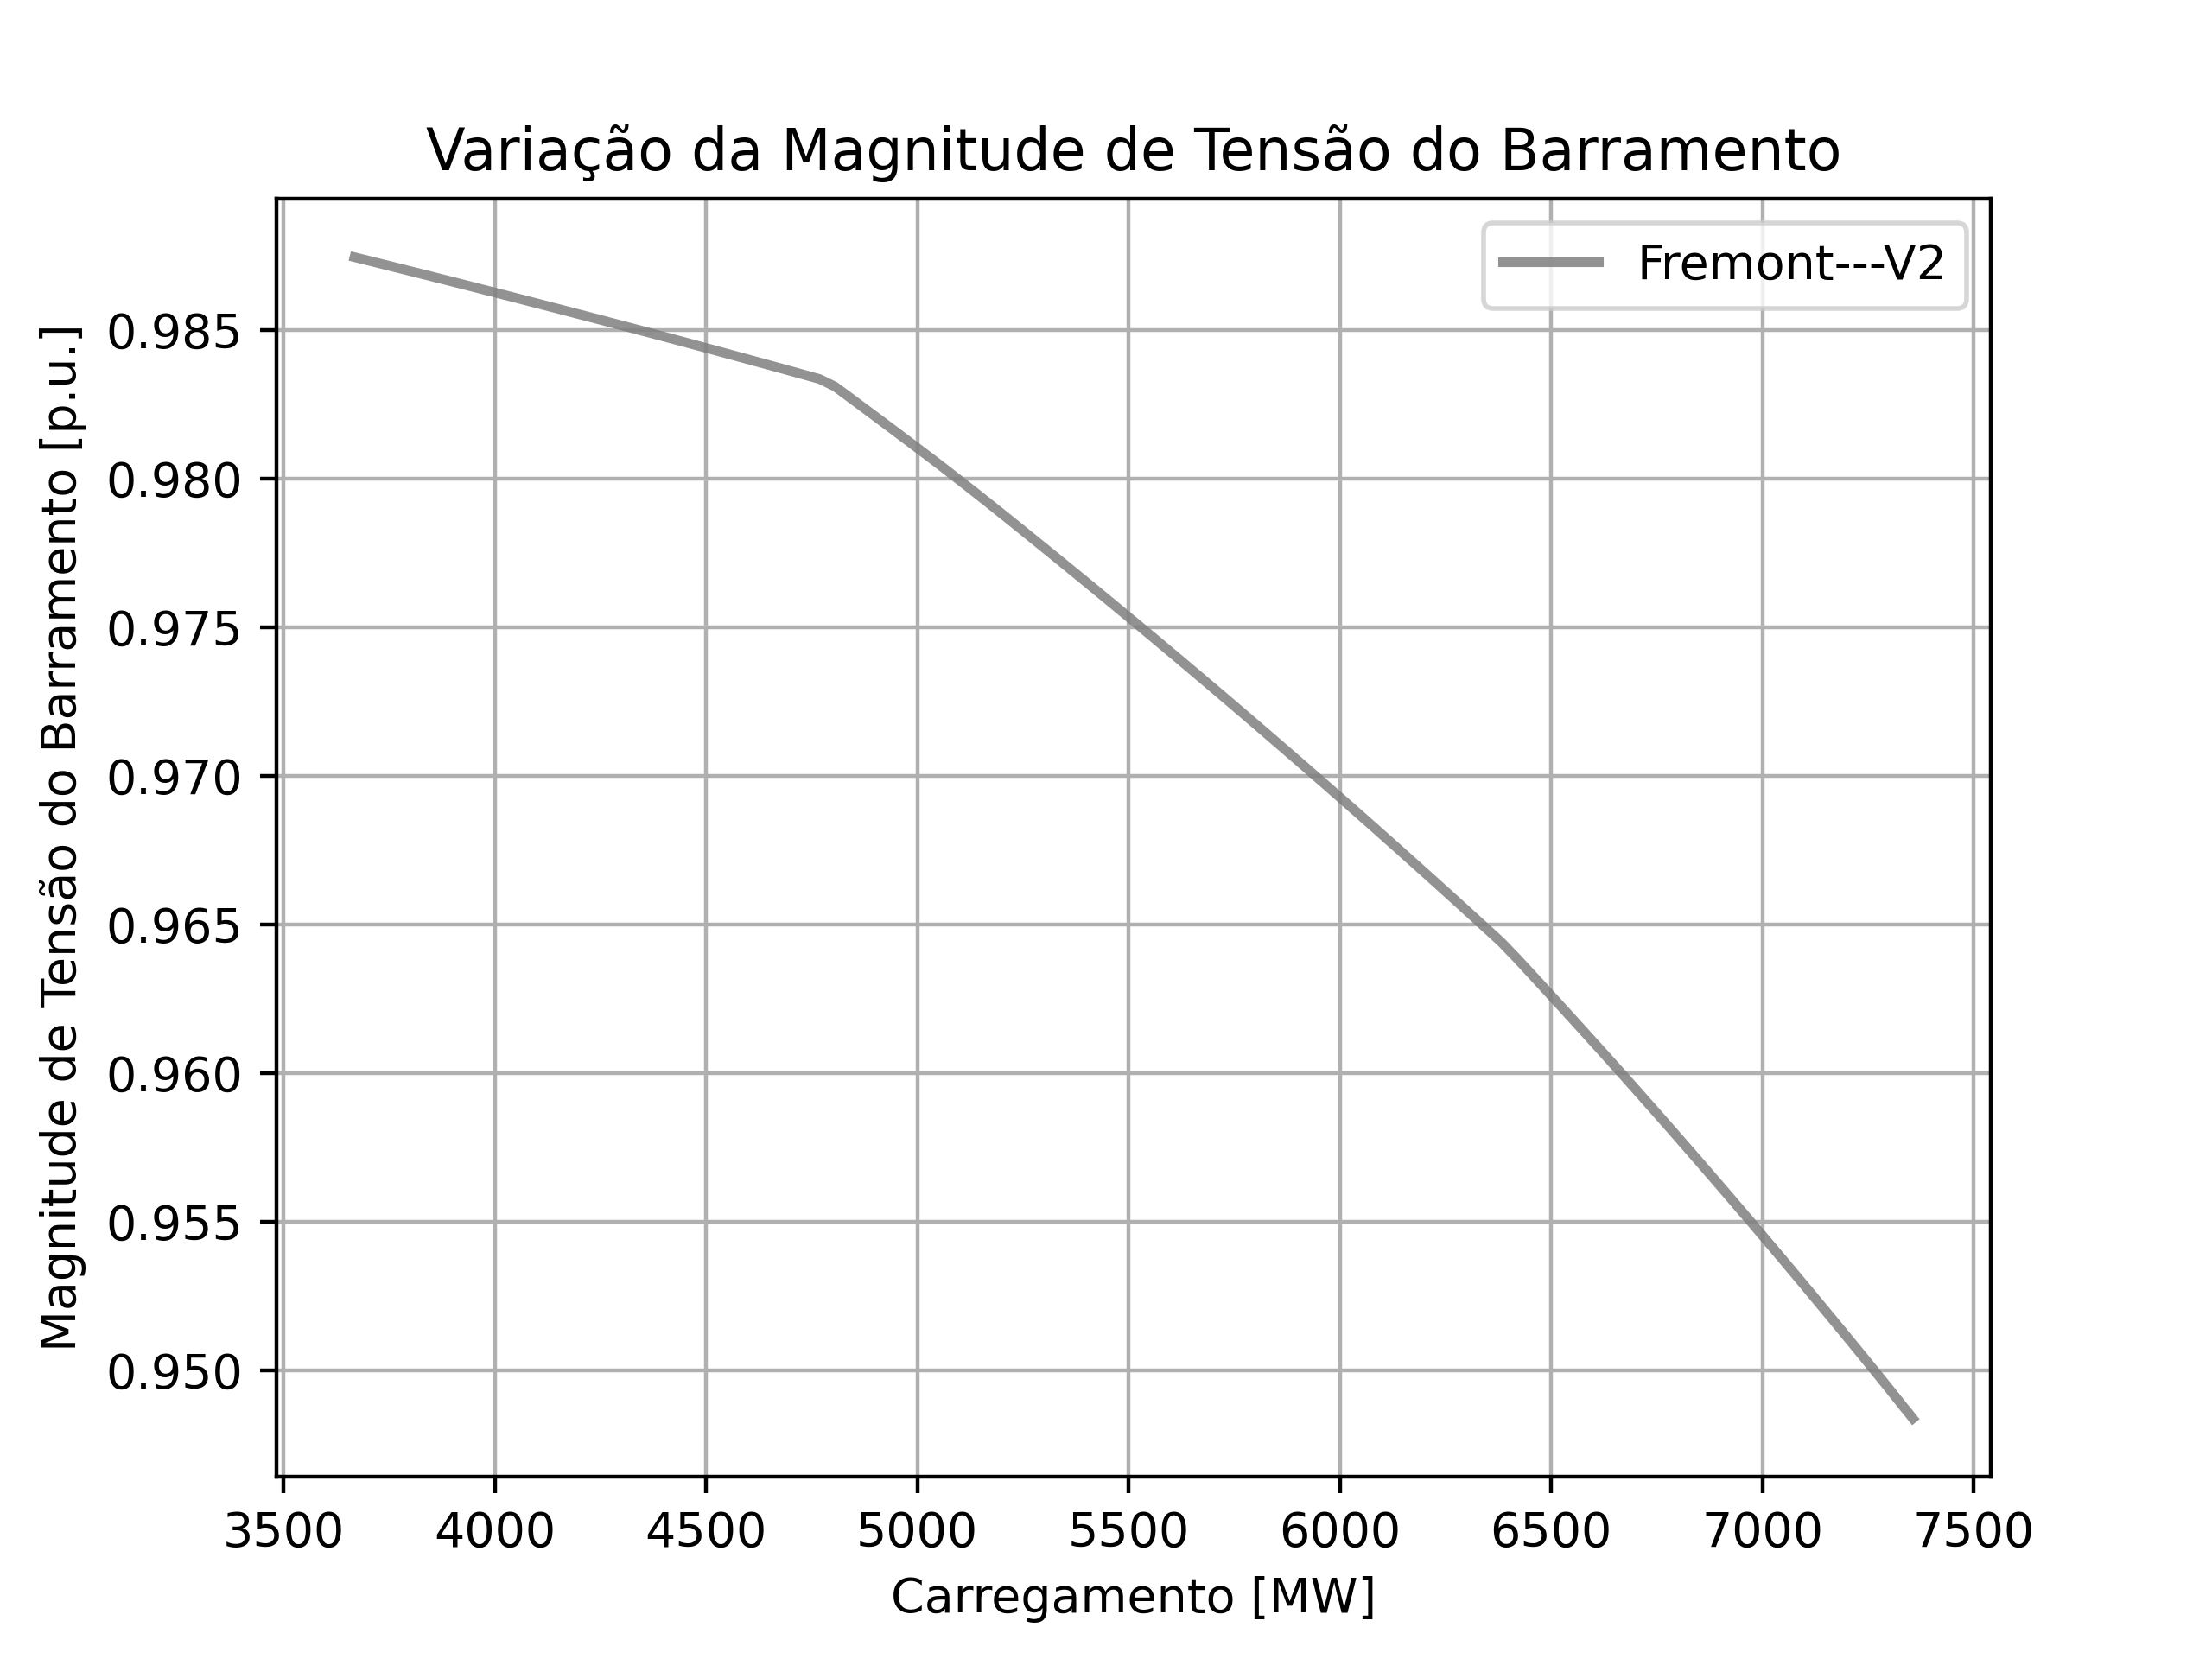 Variação da Magnitude de Tensão do Barramento
Fremont---V2
Magnitude de Tensão do Barramento [p.u.]
0.985
0.980
0.975
0.970
0.965
0.960
0.955
0.950
3500 4000 4500 5000 5500 6000 6500 7000 7500
Carregamento [MW]